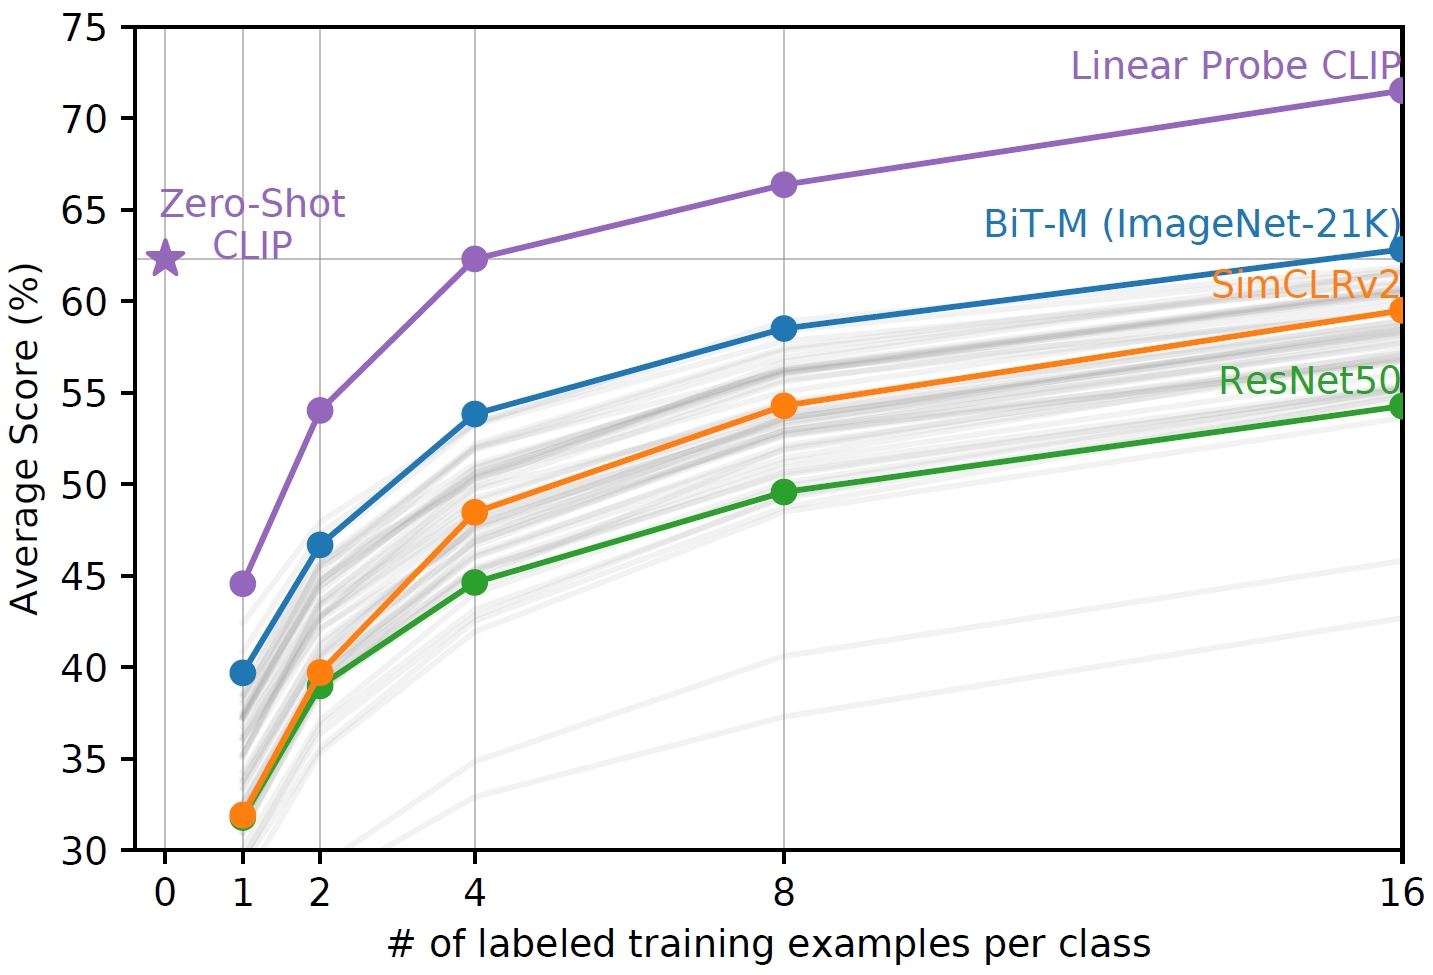 75
70
65
60
55
50
45
40
35
30
Average Score (%)
Linear Probe CLIP
Zero-Shot
CLIP
BiT-M (ImageNet-21K)
SimCLRv2
ResNet50
0 1 2 4 8 16
# of labeled training examples per class